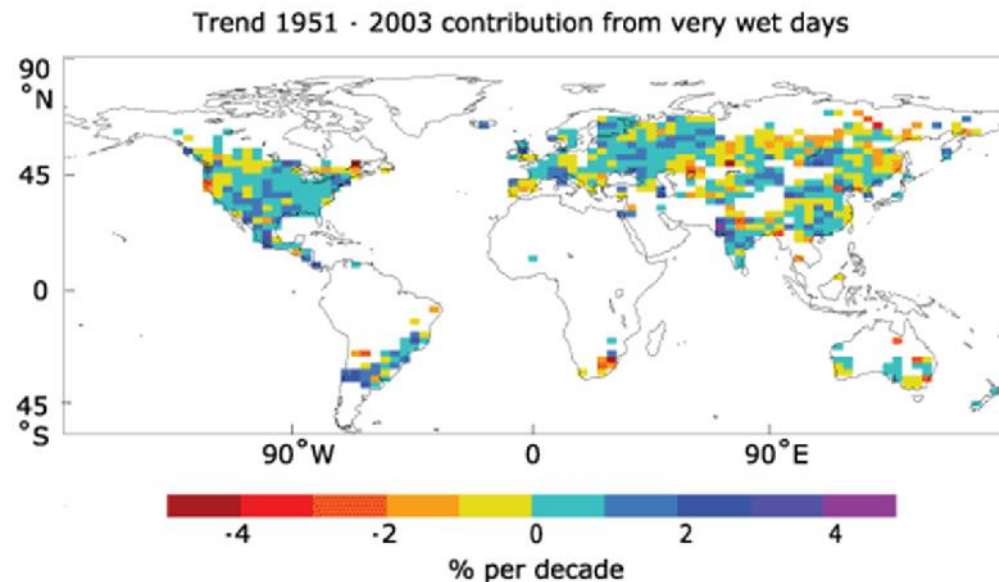 Trend 1951 - 2003 contribution from very wet days
90
°N
45
0
45
°S
90°W 0 90°E
-4 -2 0 2 4
% per decade